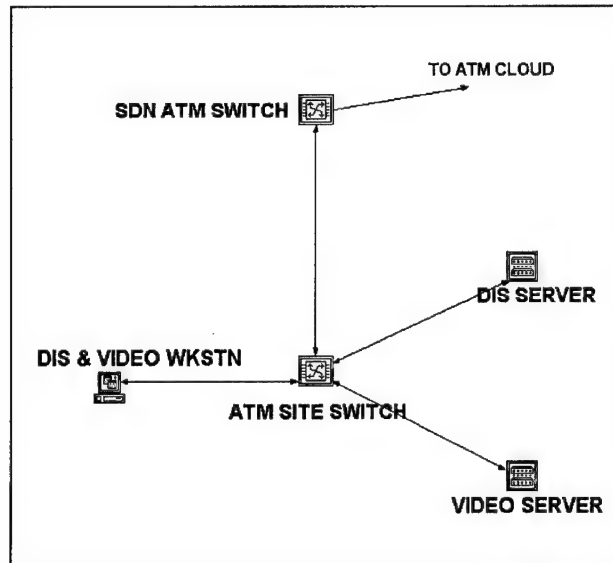 TO ATM CLOUD
SDN ATM SWITCH
DIS SERVER
DIS & VIDEO WKSTN
ATM SITE SWITCH
VIDEO SERVER